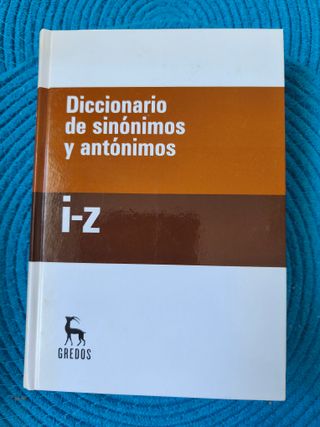 Diccionario
de sinónimos
y antónimos
i-z
GREDOS